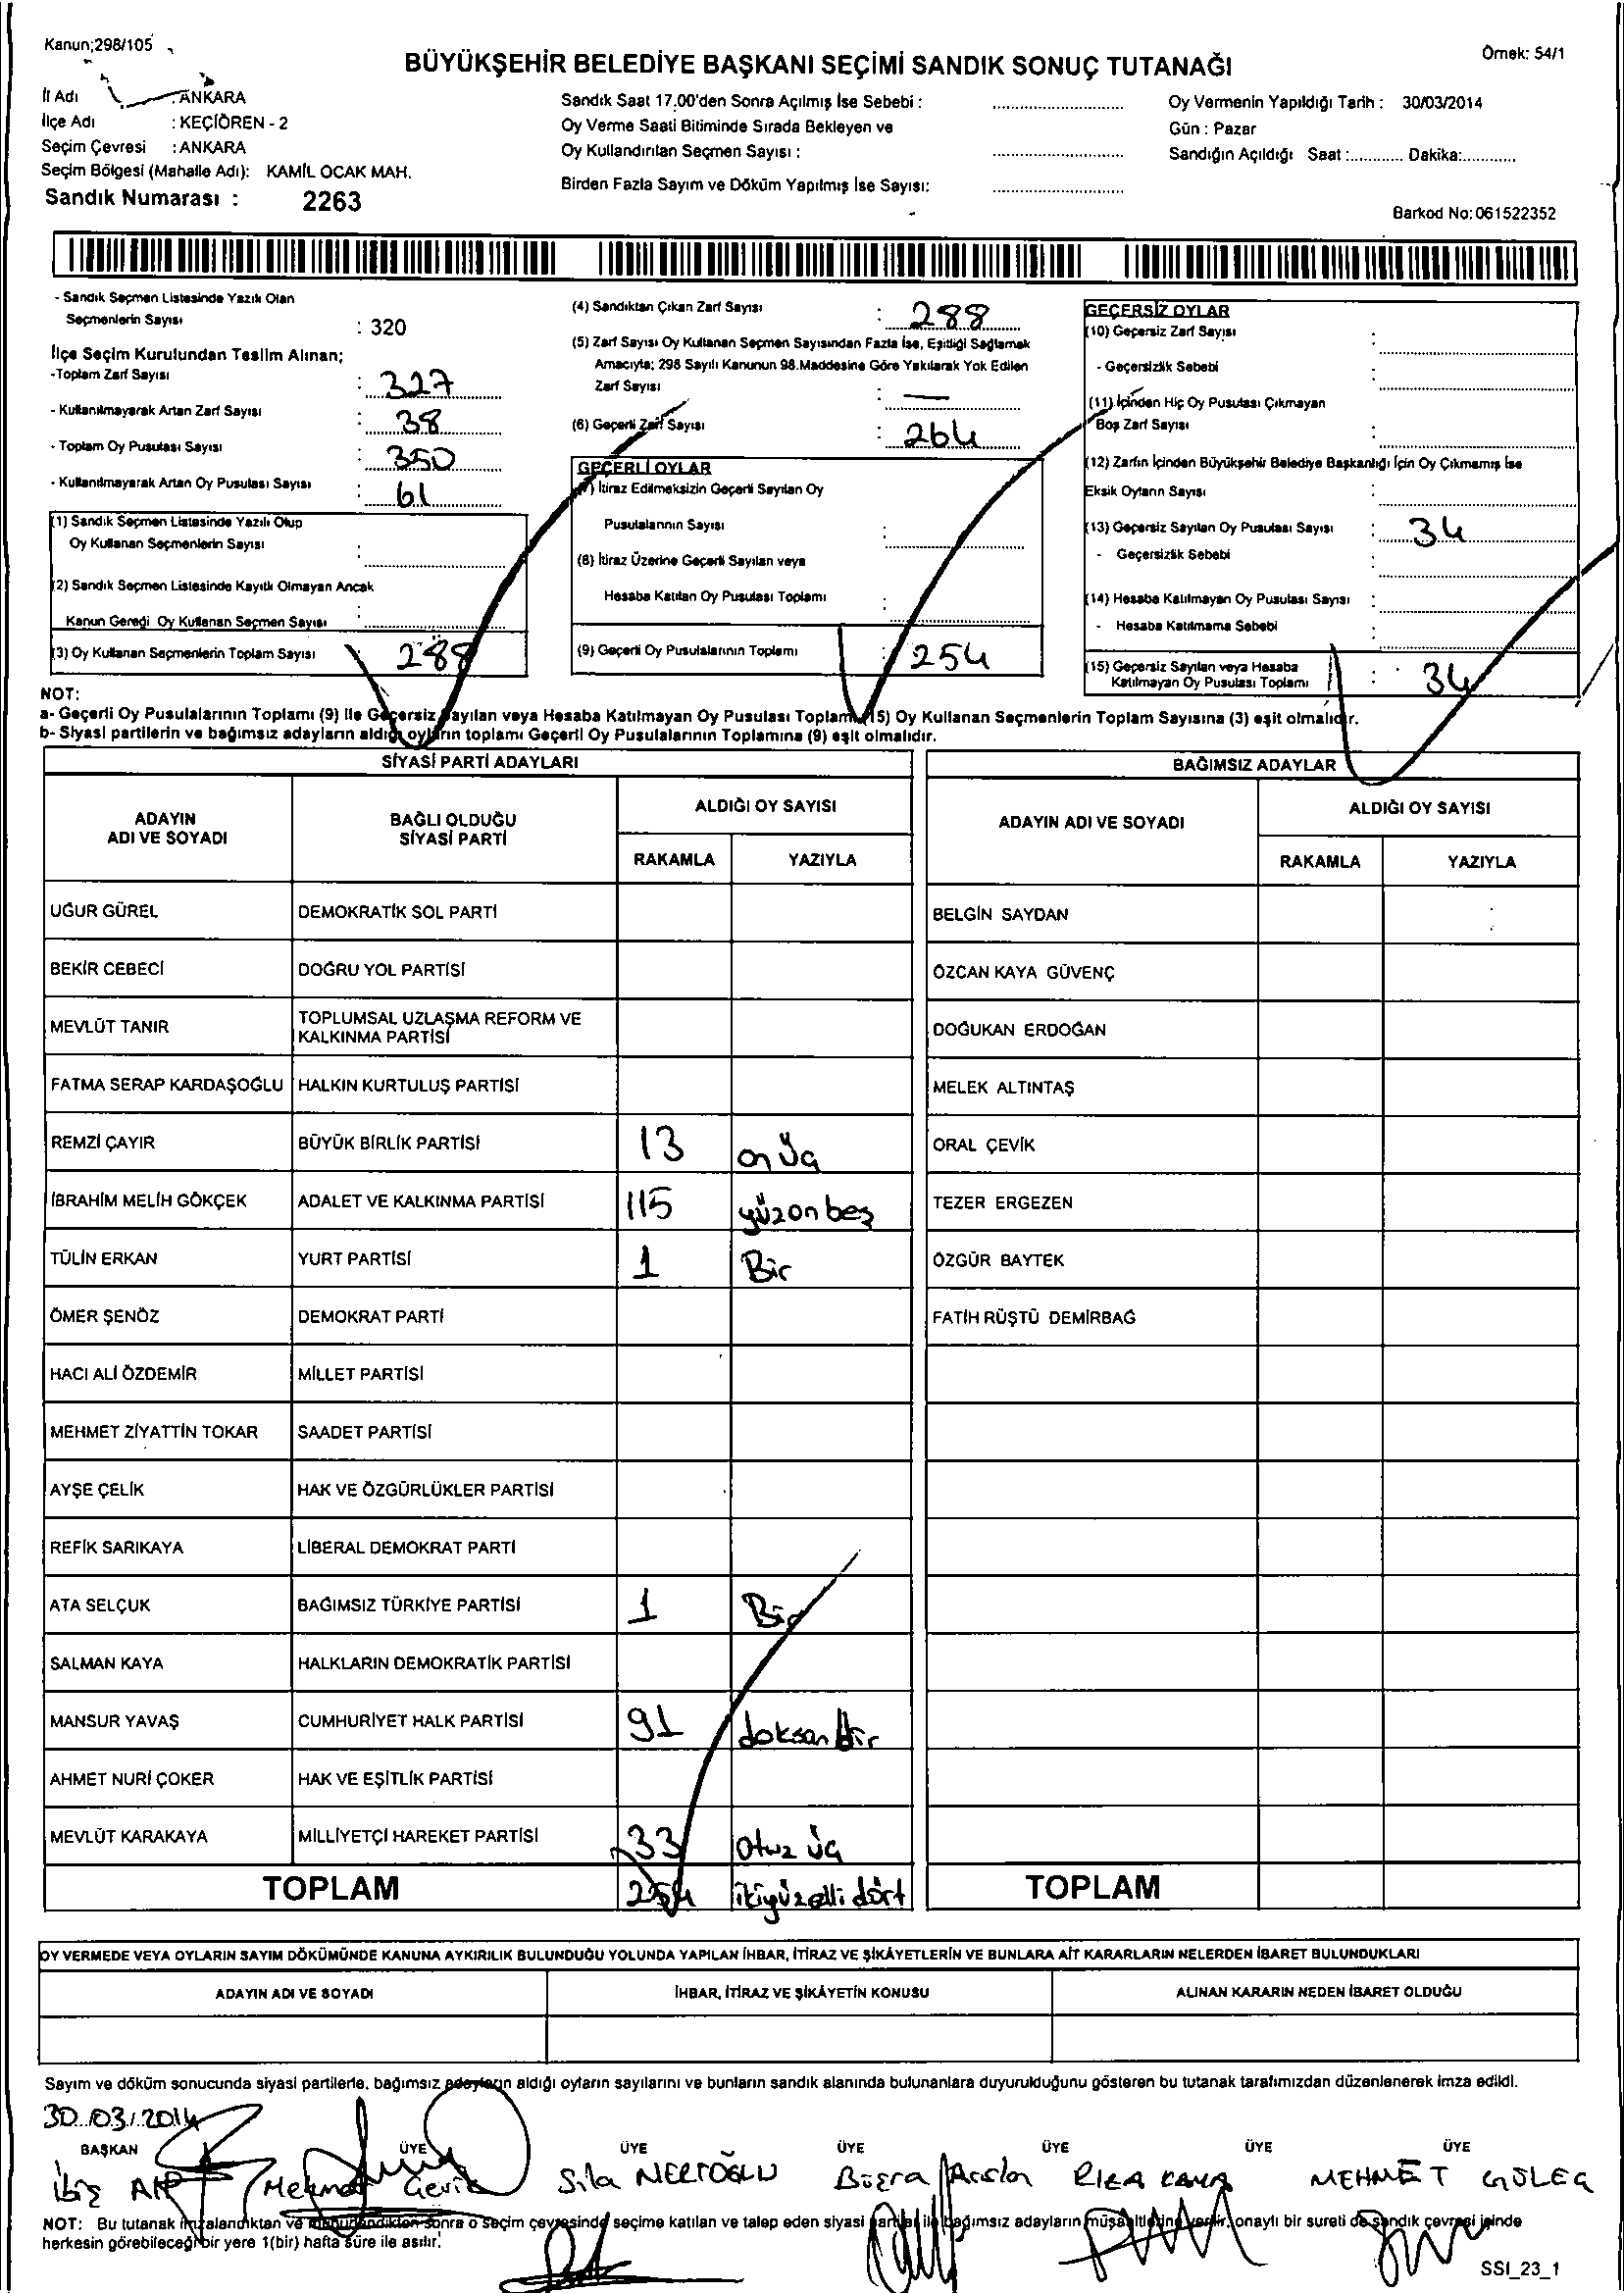 Kanun;298/105
Örnek: 54/1
BÜYÜKŞEHİR BELEDİYE BAŞKANI SEÇİMİ SANDIK SONUÇ TUTANAĞI
İl Adı : ANKARA
İlçe Adı : KEÇİÖREN - 2
Seçim Çevresi : ANKARA
Seçim Bölgesi (Mahalle Adı): KAMİL OCAK MAH.
Sandık Numarası : 2263
Sandık Saat 17.00'den Sonra Açılmış İse Sebebi :
Oy Verme Saati Bitiminde Sırada Bekleyen ve
Oy Kullandırılan Seçmen Sayısı :
Birden Fazla Sayım ve Döküm Yapılmış İse Sayısı:
Oy Vermenin Yapıldığı Tarih : 30/03/2014
Gün : Pazar
Sandığın Açıldığı Saat :........... Dakika:............
Barkod No: 061522352
- Sandık Seçmen Listesinde Yazılı Olan
Seçmenlerin Sayısı : 320
İlçe Seçim Kurulundan Teslim Alınan;
-Toplam Zarf Sayısı : 327
- Kullanılmayarak Artan Zarf Sayısı : 38
- Toplam Oy Pusulası Sayısı : 350
- Kullanılmayarak Artan Oy Pusulası Sayısı : 61
(1) Sandık Seçmen Listesinde Yazılı Olup
Oy Kullanan Seçmenlerin Sayısı :
(2) Sandık Seçmen Listesinde Kayıtlı Olmayan Ancak
Kanun Gereği Oy Kullanan Seçmen Sayısı :
(3) Oy Kullanan Seçmenlerin Toplam Sayısı : 288
(4) Sandıktan Çıkan Zarf Sayısı : 288
(5) Zarf Sayısı Oy Kullanan Seçmen Sayısından Fazla İse, Eşitliği Sağlamak
Amacıyla; 298 Sayılı Kanunun 98.Maddesine Göre Yakılarak Yok Edilen
Zarf Sayısı : —
(6) Geçerli Zarf Sayısı : 264
GEÇERLİ OYLAR
(7) İtiraz Edilmeksizin Geçerli Sayılan Oy
Pusulalarının Sayısı :
(8) İtiraz Üzerine Geçerli Sayılan veya
Hesaba Katılan Oy Pusulası Toplamı :
(9) Geçerli Oy Pusulalarının Toplamı : 254
GEÇERSİZ OYLAR
(10) Geçersiz Zarf Sayısı :
- Geçersizlik Sebebi :
(11) İçinden Hiç Oy Pusulası Çıkmayan
Boş Zarf Sayısı :
(12) Zarfın İçinden Büyükşehir Belediye Başkanlığı İçin Oy Çıkmamış İse
Eksik Oyların Sayısı :
(13) Geçersiz Sayılan Oy Pusulası Sayısı : 34
- Geçersizlik Sebebi :
(14) Hesaba Katılmayan Oy Pusulası Sayısı :
- Hesaba Katılmama Sebebi :
(15) Geçersiz Sayılan veya Hesaba
Katılmayan Oy Pusulası Toplamı : 34
NOT:
a- Geçerli Oy Pusulalarının Toplamı (9) İle Geçersiz Sayılan veya Hesaba Katılmayan Oy Pusulası Toplamı (15) Oy Kullanan Seçmenlerin Toplam Sayısına (3) eşit olmalıdır.
b- Siyasi partilerin ve bağımsız adayların aldığı oyların toplamı Geçerli Oy Pusulalarının Toplamına (9) eşit olmalıdır.
SİYASİ PARTİ ADAYLARI
ADAYIN ADI VE SOYADI
BAĞLI OLDUĞU SİYASİ PARTİ
ALDIĞI OY SAYISI
RAKAMLA YAZIYLA
UĞUR GÜREL DEMOKRATİK SOL PARTİ
BEKİR CEBECİ DOĞRU YOL PARTİSİ
MEVLÜT TANIR TOPLUMSAL UZLAŞMA REFORM VE KALKINMA PARTİSİ
FATMA SERAP KARDAŞOĞLU HALKIN KURTULUŞ PARTİSİ
REMZİ ÇAYIR BÜYÜK BİRLİK PARTİSİ 13 on üç
İBRAHİM MELİH GÖKÇEK ADALET VE KALKINMA PARTİSİ 115 yüzon beş
TÜLİN ERKAN YURT PARTİSİ 1 Bir
ÖMER ŞENÖZ DEMOKRAT PARTİ
HACI ALİ ÖZDEMİR MİLLET PARTİSİ
MEHMET ZİYATTİN TOKAR SAADET PARTİSİ
AYŞE ÇELİK HAK VE ÖZGÜRLÜKLER PARTİSİ
REFİK SARIKAYA LİBERAL DEMOKRAT PARTİ
ATA SELÇUK BAĞIMSIZ TÜRKİYE PARTİSİ 1 Bir
SALMAN KAYA HALKLARIN DEMOKRATİK PARTİSİ
MANSUR YAVAŞ CUMHURİYET HALK PARTİSİ 91 doksan bir
AHMET NURİ ÇOKER HAK VE EŞİTLİK PARTİSİ
MEVLÜT KARAKAYA MİLLİYETÇİ HAREKET PARTİSİ 33 otuz üç
TOPLAM 254 ikiyüzelli dört
BAĞIMSIZ ADAYLAR
ADAYIN ADI VE SOYADI
ALDIĞI OY SAYISI
RAKAMLA YAZIYLA
BELGİN SAYDAN
ÖZCAN KAYA GÜVENÇ
DOĞUKAN ERDOĞAN
MELEK ALTINTAŞ
ORAL ÇEVİK
TEZER ERGEZEN
ÖZGÜR BAYTEK
FATİH RÜŞTÜ DEMİRBAĞ
TOPLAM
OY VERMEDE VEYA OYLARIN SAYIM DÖKÜMÜNDE KANUNA AYKIRILIK BULUNDUĞU YOLUNDA YAPILAN İHBAR, İTİRAZ VE ŞİKÂYETLERİN VE BUNLARA AİT KARARLARIN NELERDEN İBARET BULUNDUKLARI
ADAYIN ADI VE SOYADI
İHBAR, İTİRAZ VE ŞİKÂYETİN KONUSU
ALINAN KARARIN NEDEN İBARET OLDUĞU
Sayım ve döküm sonucunda siyasi partilerle, bağımsız adayların aldığı oyların sayılarını ve bunların sandık alanında bulunanlara duyurulduğunu gösteren bu tutanak tarafımızdan düzenlenerek imza edildi.
30/03/2014
BAŞKAN ÜYE ÜYE ÜYE ÜYE ÜYE ÜYE
Mehmet Sıla Büşra Arslan RIZA KAYA MEHMET GÜLEÇ
NOT: Bu tutanak imzalandıktan ve mühürlendikten sonra o seçim çevresinde seçime katılan ve talep eden siyasi partiler ile bağımsız adayların müşahitlerine verilir, onaylı bir sureti de sandık çevresi içinde
herkesin görebileceği bir yere 1(bir) hafta süre ile asılır.
SSI_23_1